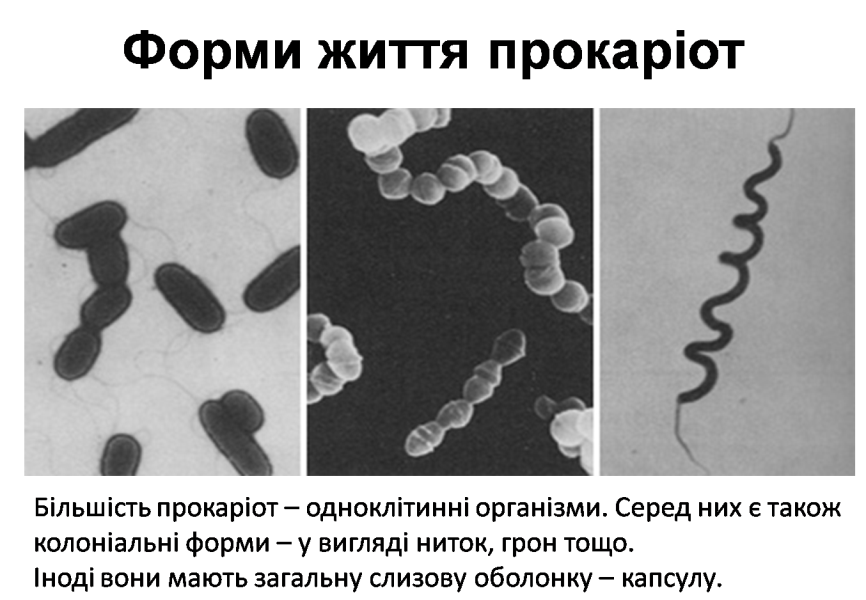 Форми життя прокаріот
Більшість прокаріот – одноклітинні організми. Серед них є також
колоніальні форми – у вигляді ниток, грон тощо.
Іноді вони мають загальну слизову оболонку – капсулу.